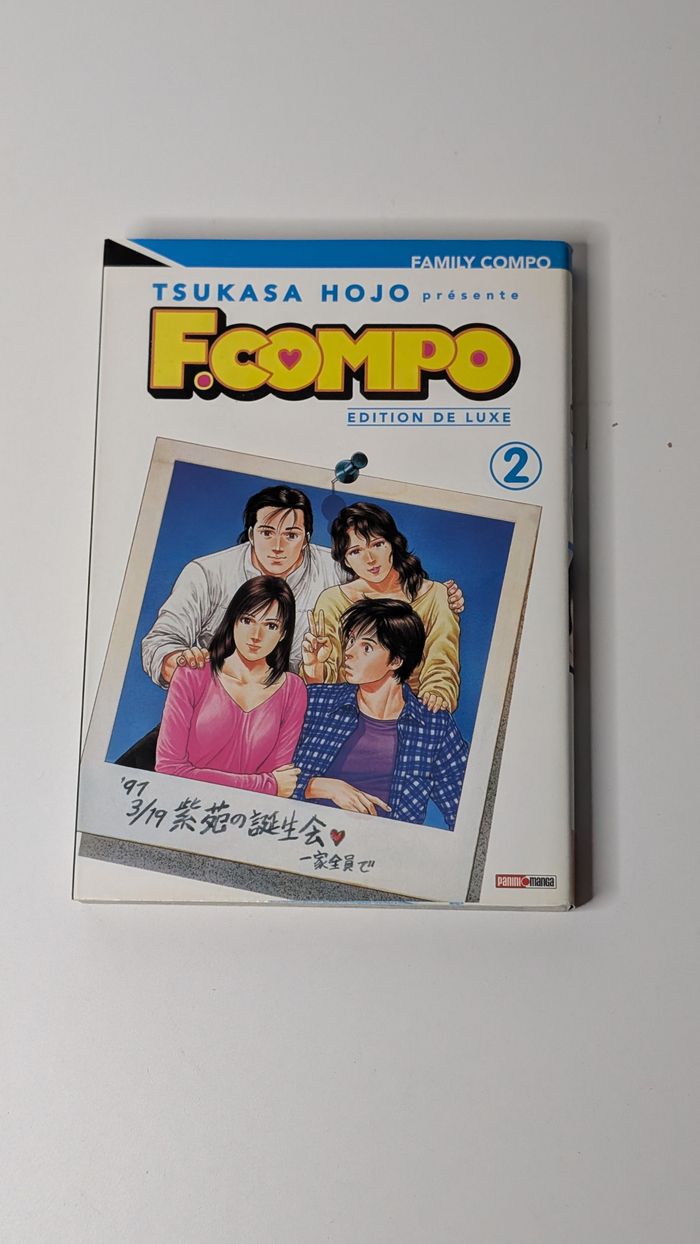 FAMILY COMPO
TSUKASA HOJO présente
F.COMPO
EDITION DE LUXE
2
'97
3/19 紫苑の誕生会♥
一家全員で
PANINI manga